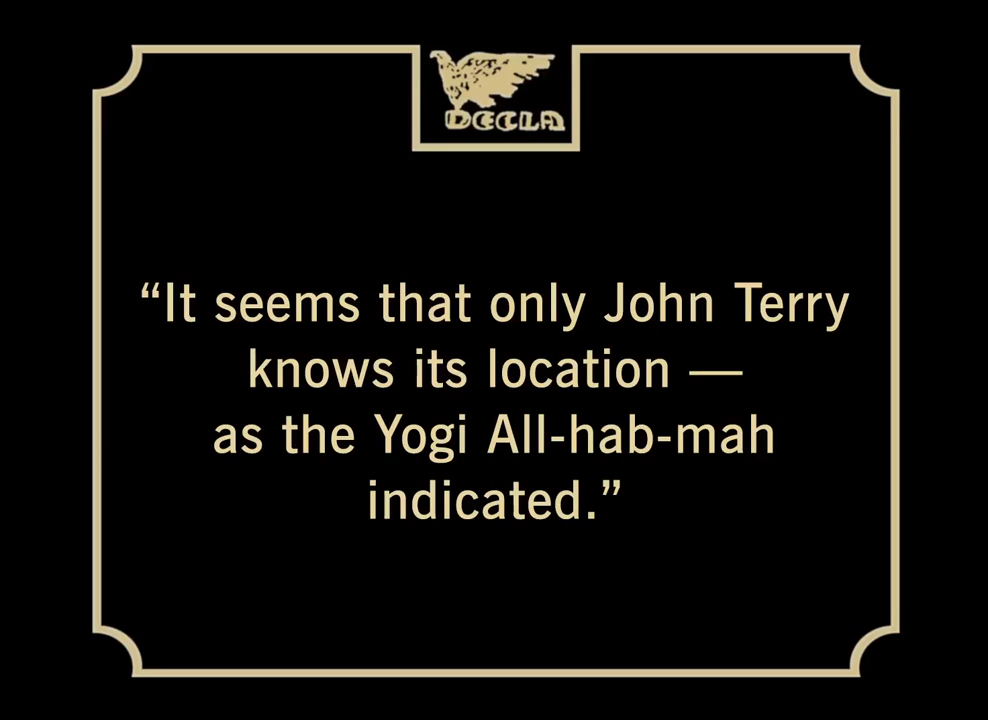 DECLA
“It seems that only John Terry
knows its location —
as the Yogi All-hab-mah
indicated.”